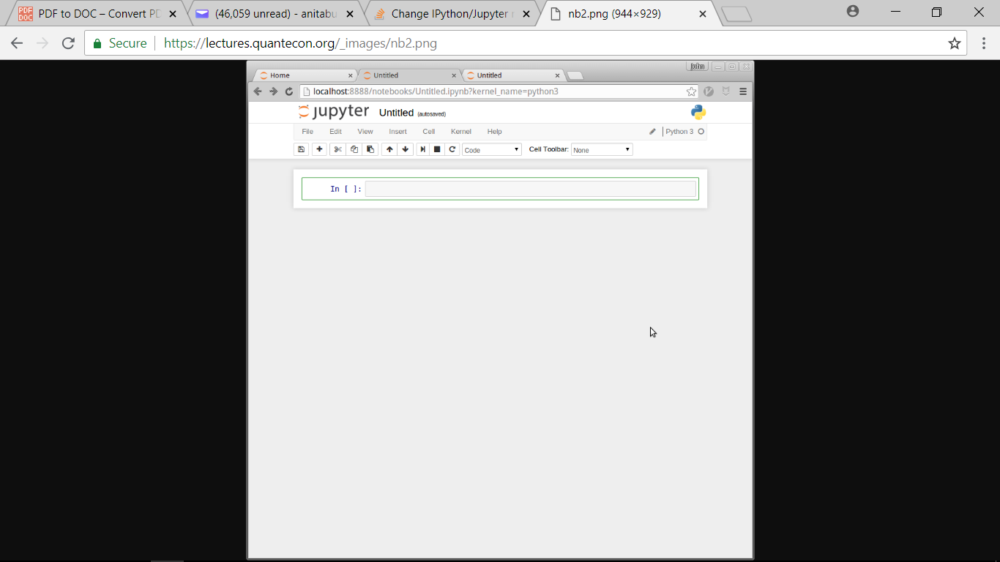 PDF to DOC – Convert PD
(46,059 unread) - anitabu
Change IPython/Jupyter
nb2.png (944×929)
Secure
https://lectures.quantecon.org/_images/nb2.png
John
Home
Untitled
Untitled
localhost:8888/notebooks/Untitled.ipynb?kernel_name=python3
jupyter Untitled (autosaved)
File Edit View Insert Cell Kernel Help Python 3
Code Cell Toolbar: None
In [ ]: